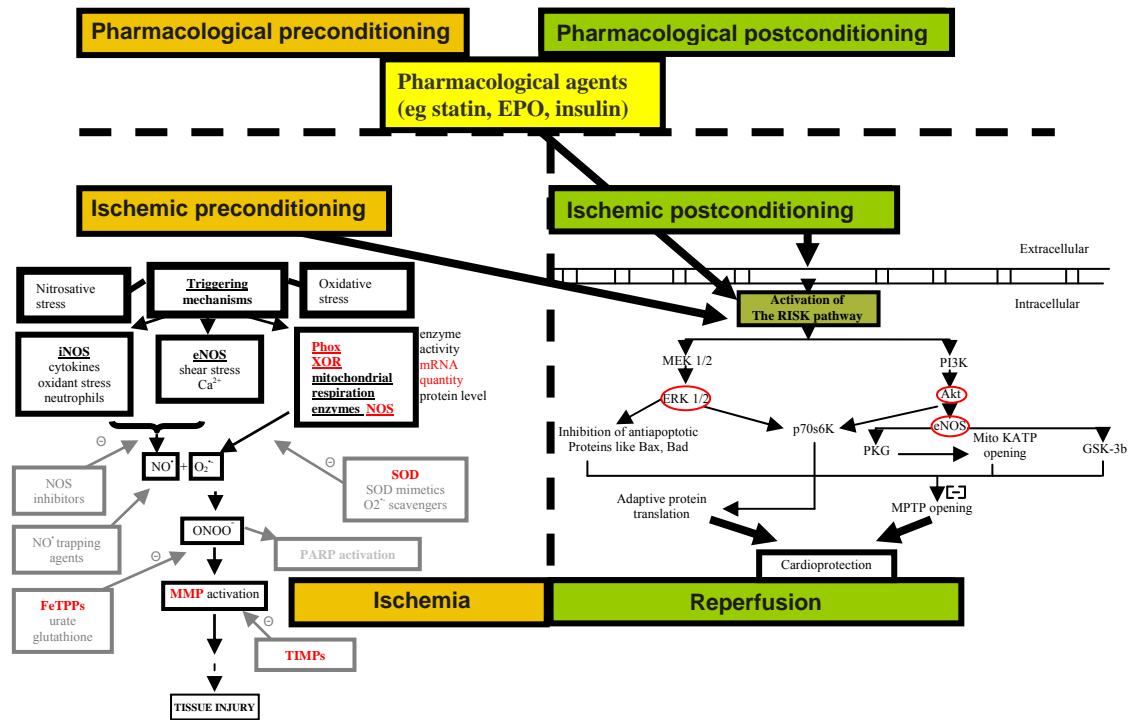 Pharmacological preconditioning
Pharmacological postconditioning
Pharmacological agents
(eg statin, EPO, insulin)
Ischemic preconditioning
Ischemic postconditioning
Extracellular
Intracellular
Nitrosative
stress
Triggering
mechanisms
Oxidative
stress
Activation of
The RISK pathway
iNOS
cytokines
oxidant stress
neutrophils
eNOS
shear stress
Ca²⁺
Phox
XOR
mitochondrial
respiration
enzymes NOS
enzyme
activity
mRNA
quantity
protein level
MEK 1/2
PI3K
ERK 1/2
Akt
eNOS
Inhibition of antiapoptotic
Proteins like Bax, Bad
p70s6K
PKG
Mito KATP
opening
GSK-3b
Θ
NO• + O₂•-
Θ
NOS
inhibitors
SOD
SOD mimetics
O2•- scavengers
Adaptive protein
translation
[-]
MPTP opening
NO• trapping
agents
ONOO-
PARP activation
Θ
Cardioprotection
FeTPPs
urate
glutathione
MMP activation
Ischemia
Reperfusion
Θ
TIMPs
TISSUE INJURY